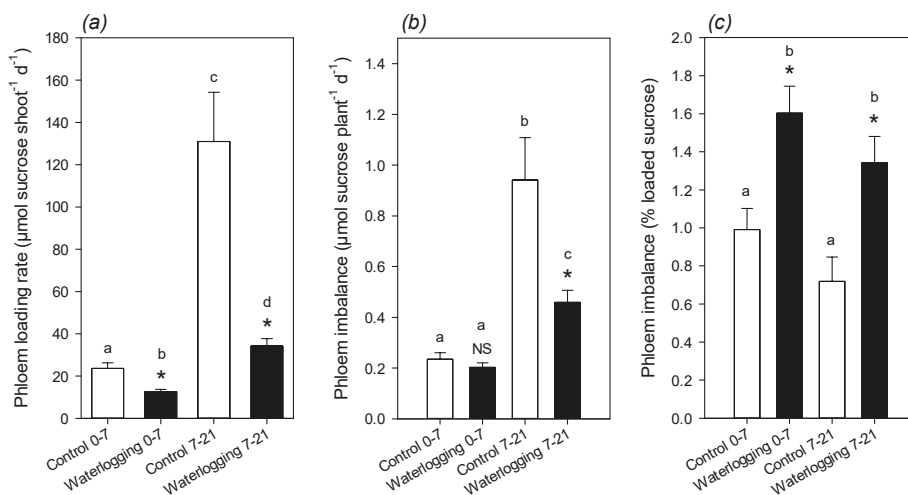 (a)
Phloem loading rate (µmol sucrose shoot⁻¹ d⁻¹)
180
160
140
120
100
80
60
40
20
0
a
b
*
c
d
*
Control 0-7
Waterlogging 0-7
Control 7-21
Waterlogging 7-21
(b)
Phloem imbalance (µmol sucrose plant⁻¹ d⁻¹)
1.4
1.2
1.0
0.8
0.6
0.4
0.2
0.0
a
a
NS
b
c
*
Control 0-7
Waterlogging 0-7
Control 7-21
Waterlogging 7-21
(c)
Phloem imbalance (% loaded sucrose)
2.0
1.8
1.6
1.4
1.2
1.0
0.8
0.6
0.4
0.2
0.0
a
b
*
a
b
*
Control 0-7
Waterlogging 0-7
Control 7-21
Waterlogging 7-21